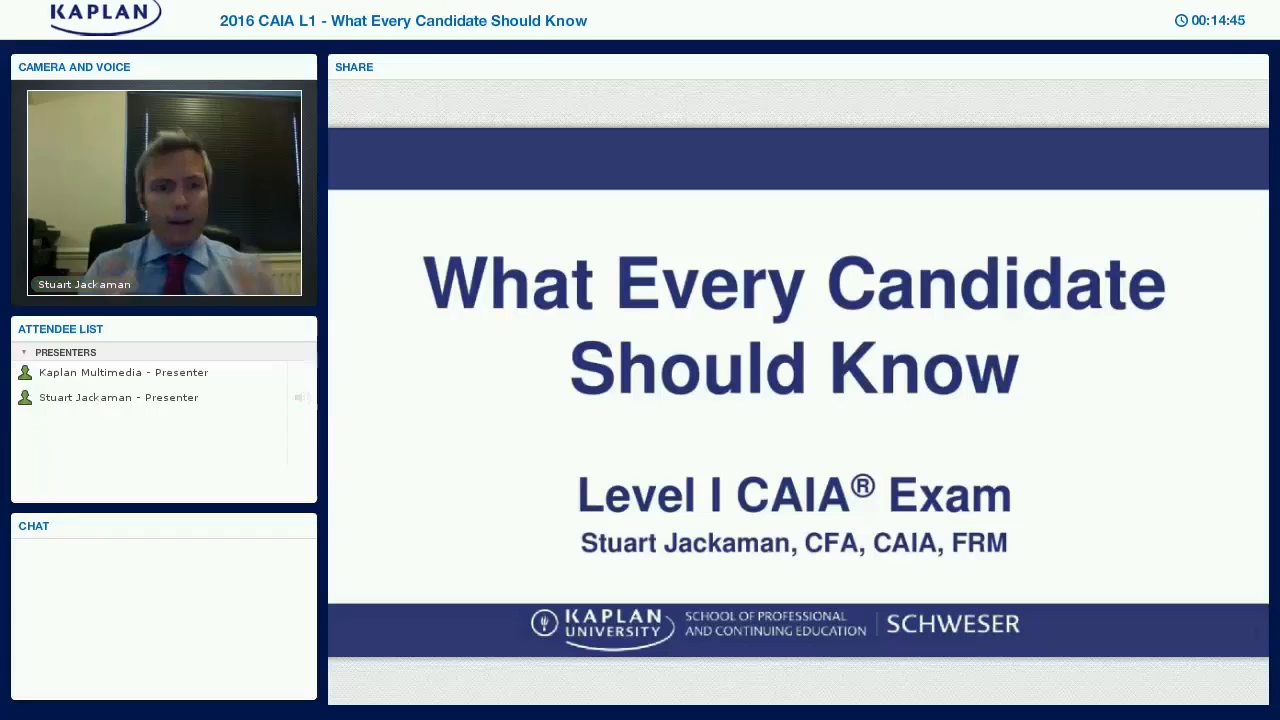 KAPLAN
2016 CAIA L1 - What Every Candidate Should Know
00:14:45
CAMERA AND VOICE
Stuart Jackaman
ATTENDEE LIST
PRESENTERS
Kaplan Multimedia - Presenter
Stuart Jackaman - Presenter
CHAT
SHARE
What Every Candidate
Should Know
Level I CAIA® Exam
Stuart Jackaman, CFA, CAIA, FRM
KAPLAN
UNIVERSITY
SCHOOL OF PROFESSIONAL
AND CONTINUING EDUCATION
SCHWESER